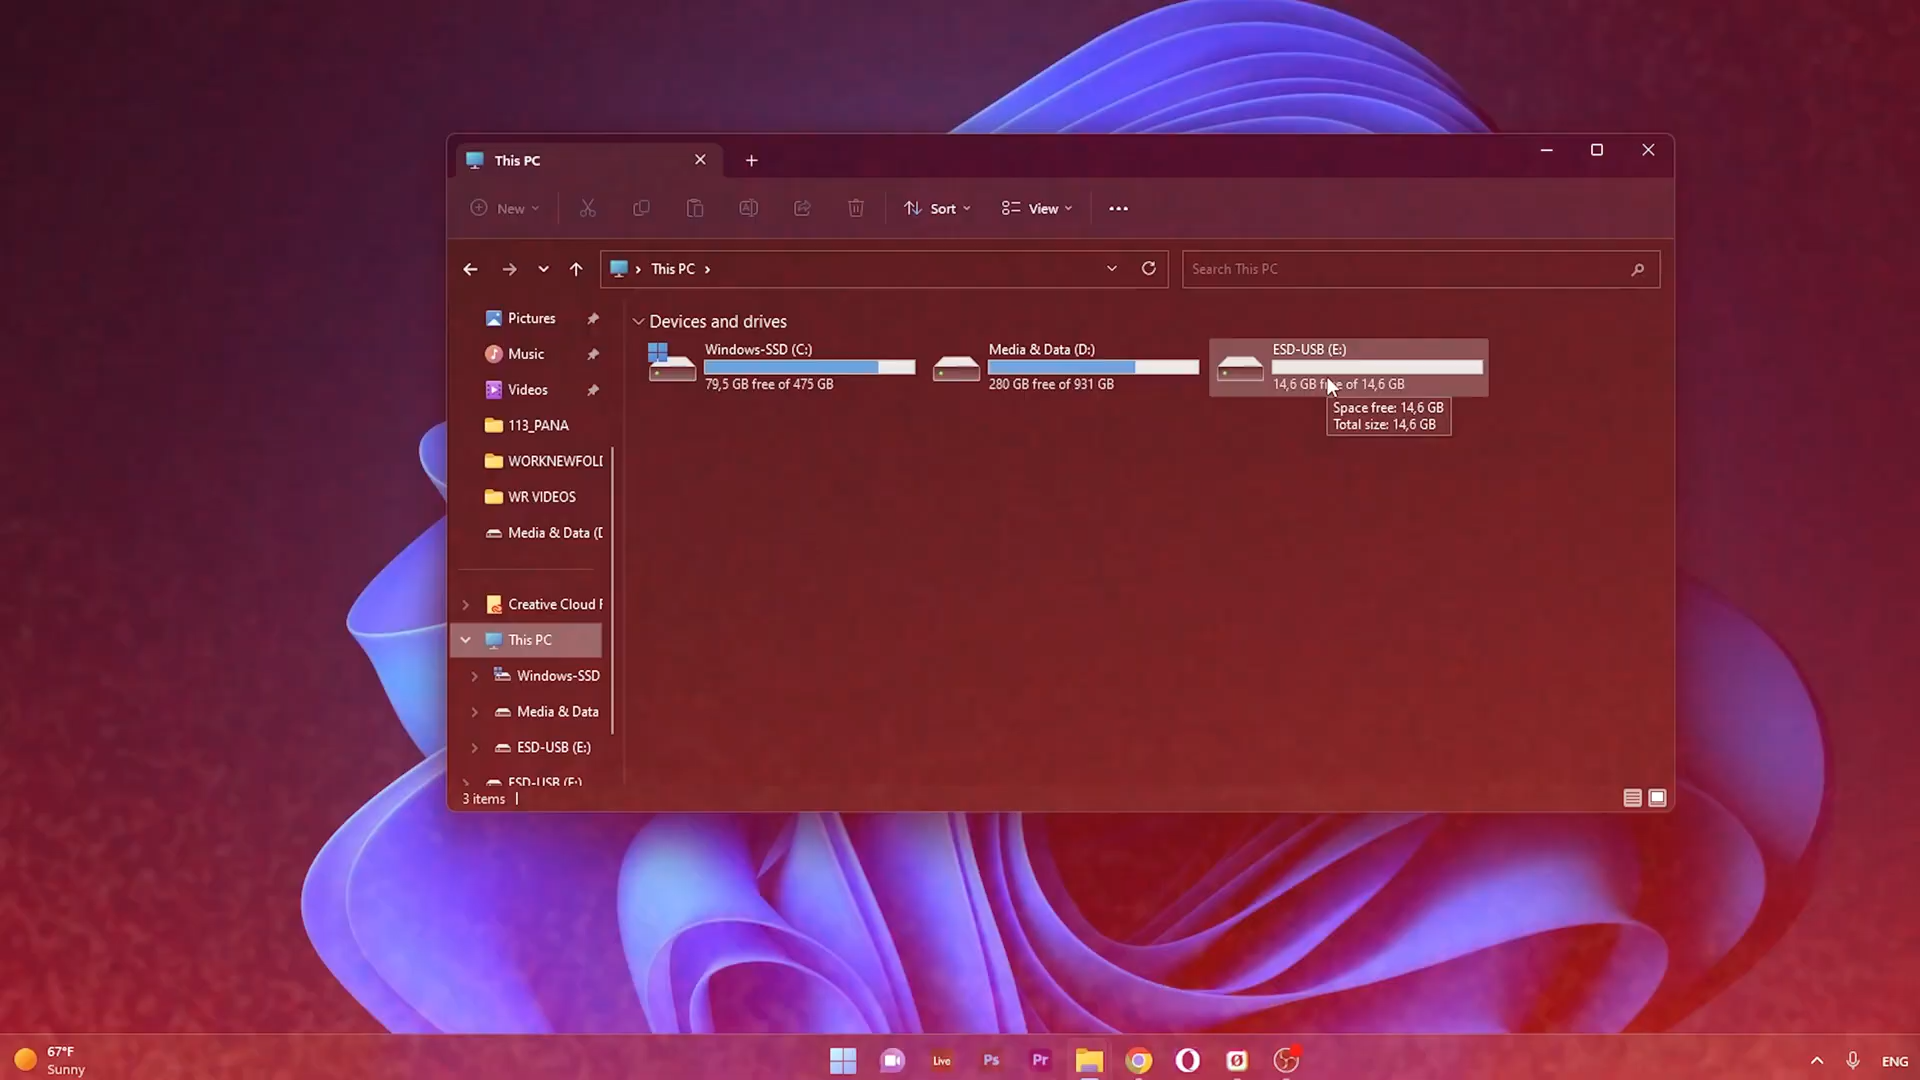 This PC
New
Sort
View
This PC
Search This PC
Pictures
Music
Videos
113_PANA
WORKNEWFOLD
WR VIDEOS
Media & Data (D
Creative Cloud F
This PC
Windows-SSD
Media & Data
ESD-USB (E:)
ESD-USB (E:)
Devices and drives
Windows-SSD (C:)
79,5 GB free of 475 GB
Media & Data (D:)
280 GB free of 931 GB
ESD-USB (E:)
14,6 GB free of 14,6 GB
Space free: 14,6 GB
Total size: 14,6 GB
3 items
67°F
Sunny
Live
Ps
Pr
ENG